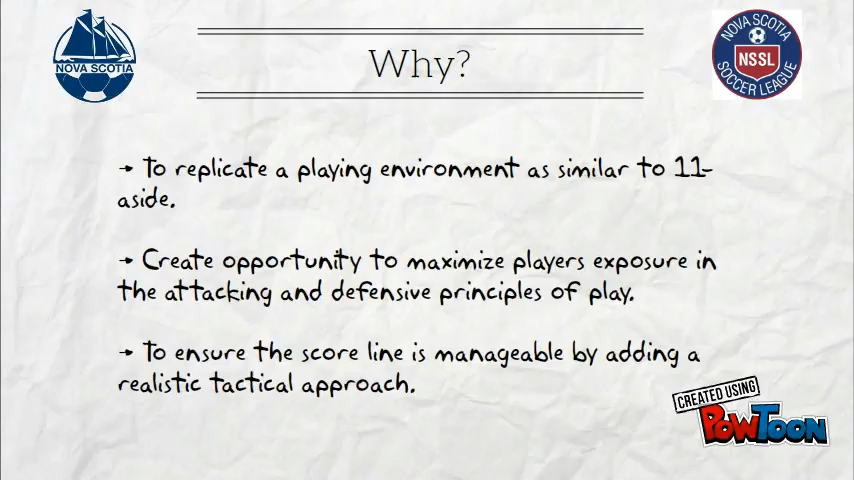 NOVA SCOTIA
Why?
NOVA SCOTIA
NSSL
SOCCER LEAGUE
→ To replicate a playing environment as similar to 11-
aside.
→ Create opportunity to maximize players exposure in
the attacking and defensive principles of play.
→ To ensure the score line is manageable by adding a
realistic tactical approach.
CREATED USING
POWTOON